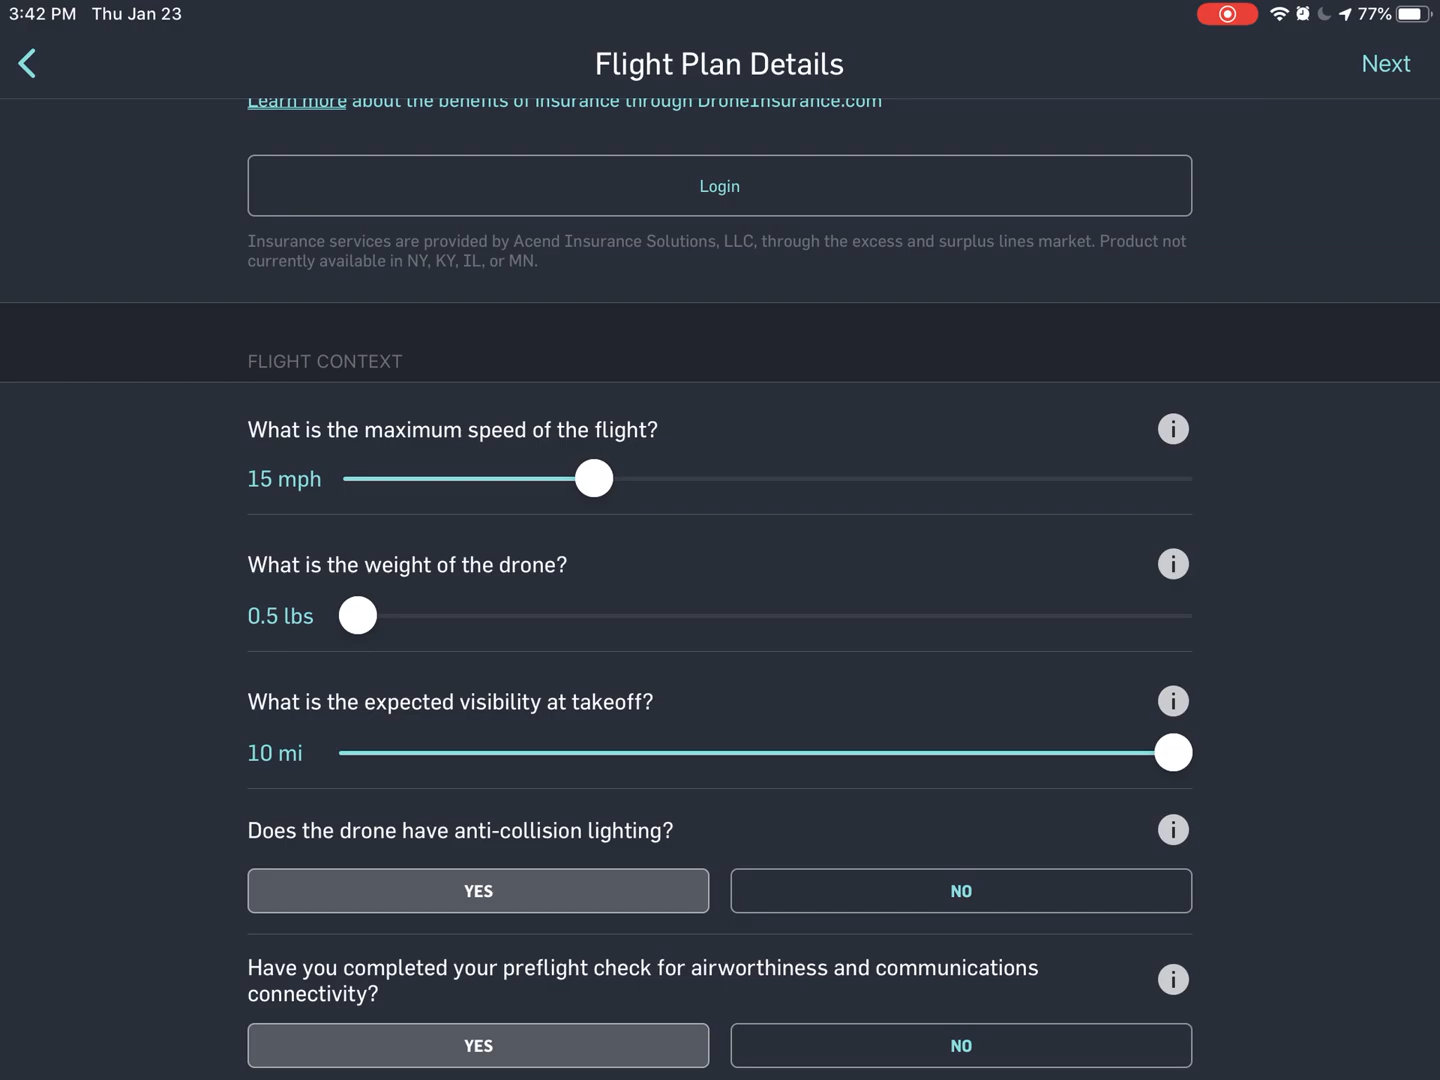 3:42 PM Thu Jan 23
77%
Flight Plan Details
Next
Learn more about the benefits of insurance through DroneInsurance.com
Login
Insurance services are provided by Acend Insurance Solutions, LLC, through the excess and surplus lines market. Product not
currently available in NY, KY, IL, or MN.
FLIGHT CONTEXT
What is the maximum speed of the flight?
i
15 mph
What is the weight of the drone?
i
0.5 lbs
What is the expected visibility at takeoff?
i
10 mi
Does the drone have anti-collision lighting?
i
YES
NO
Have you completed your preflight check for airworthiness and communications
connectivity?
i
YES
NO